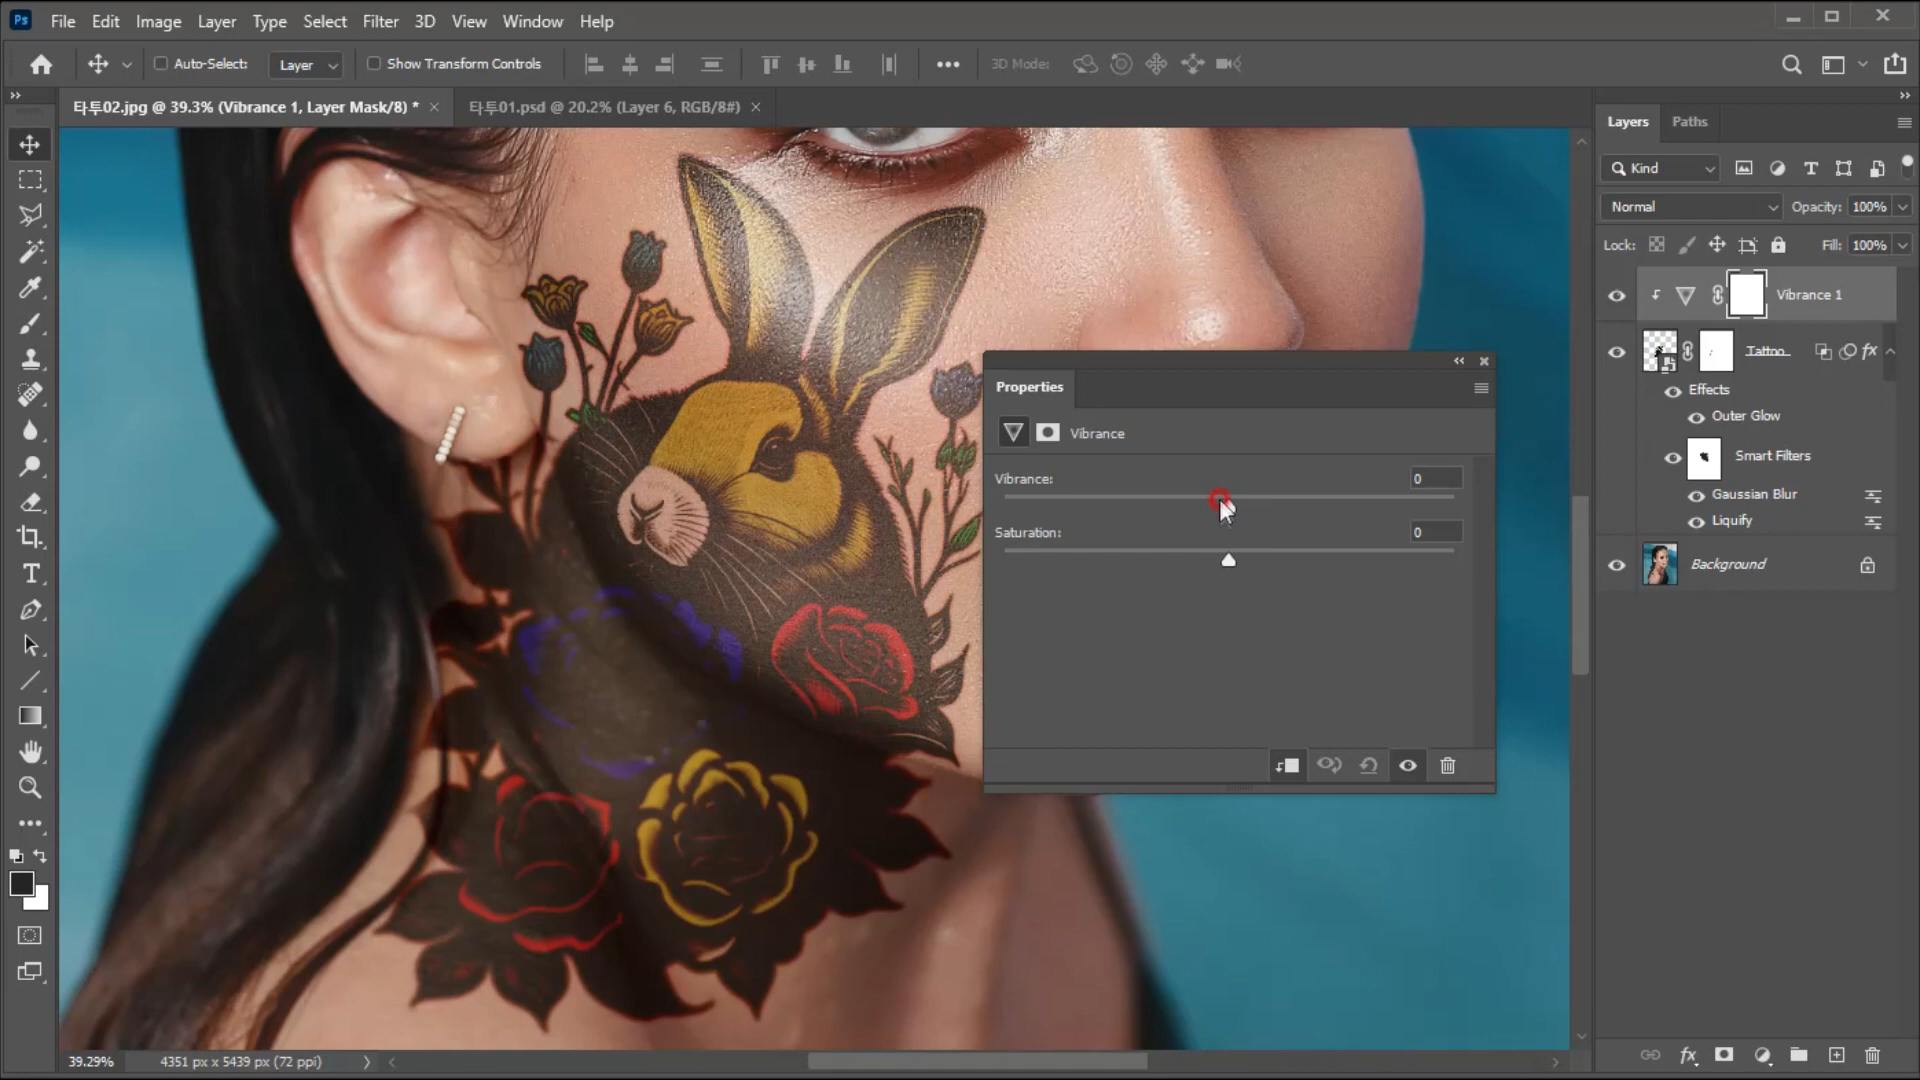 Ps File Edit Image Layer Type Select Filter 3D View Window Help
Auto-Select: Layer Show Transform Controls 3D Mode:
타투02.jpg @ 39.3% (Vibrance 1, Layer Mask/8) * 타투01.psd @ 20.2% (Layer 6, RGB/8#)
Layers Paths
Kind
Normal Opacity: 100%
Lock: Fill: 100%
Vibrance 1
Tattoo
Effects
Outer Glow
Smart Filters
Gaussian Blur
Liquify
Background
Properties
Vibrance
Vibrance: 0
Saturation: 0
39.29% 4351 px x 5439 px (72 ppi)